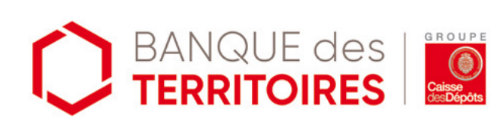 BANQUE des
TERRITOIRES
GROUPE
Caisse
desDépôts